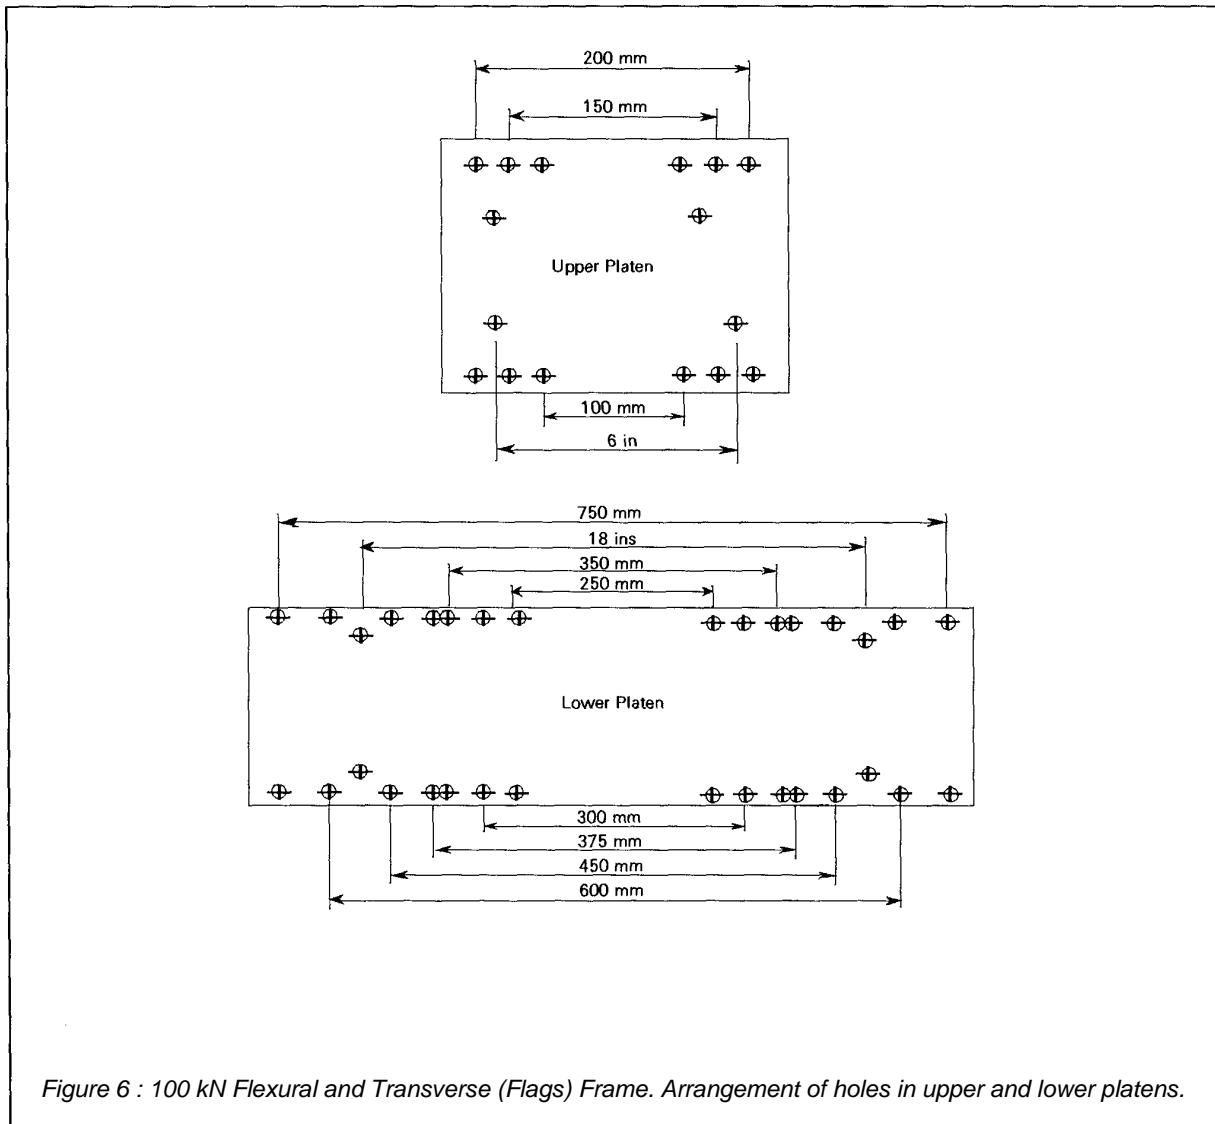 200 mm
150 mm
Upper Platen
100 mm
6 in
750 mm
18 ins
350 mm
250 mm
Lower Platen
300 mm
375 mm
450 mm
600 mm
Figure 6 : 100 kN Flexural and Transverse (Flags) Frame. Arrangement of holes in upper and lower platens.